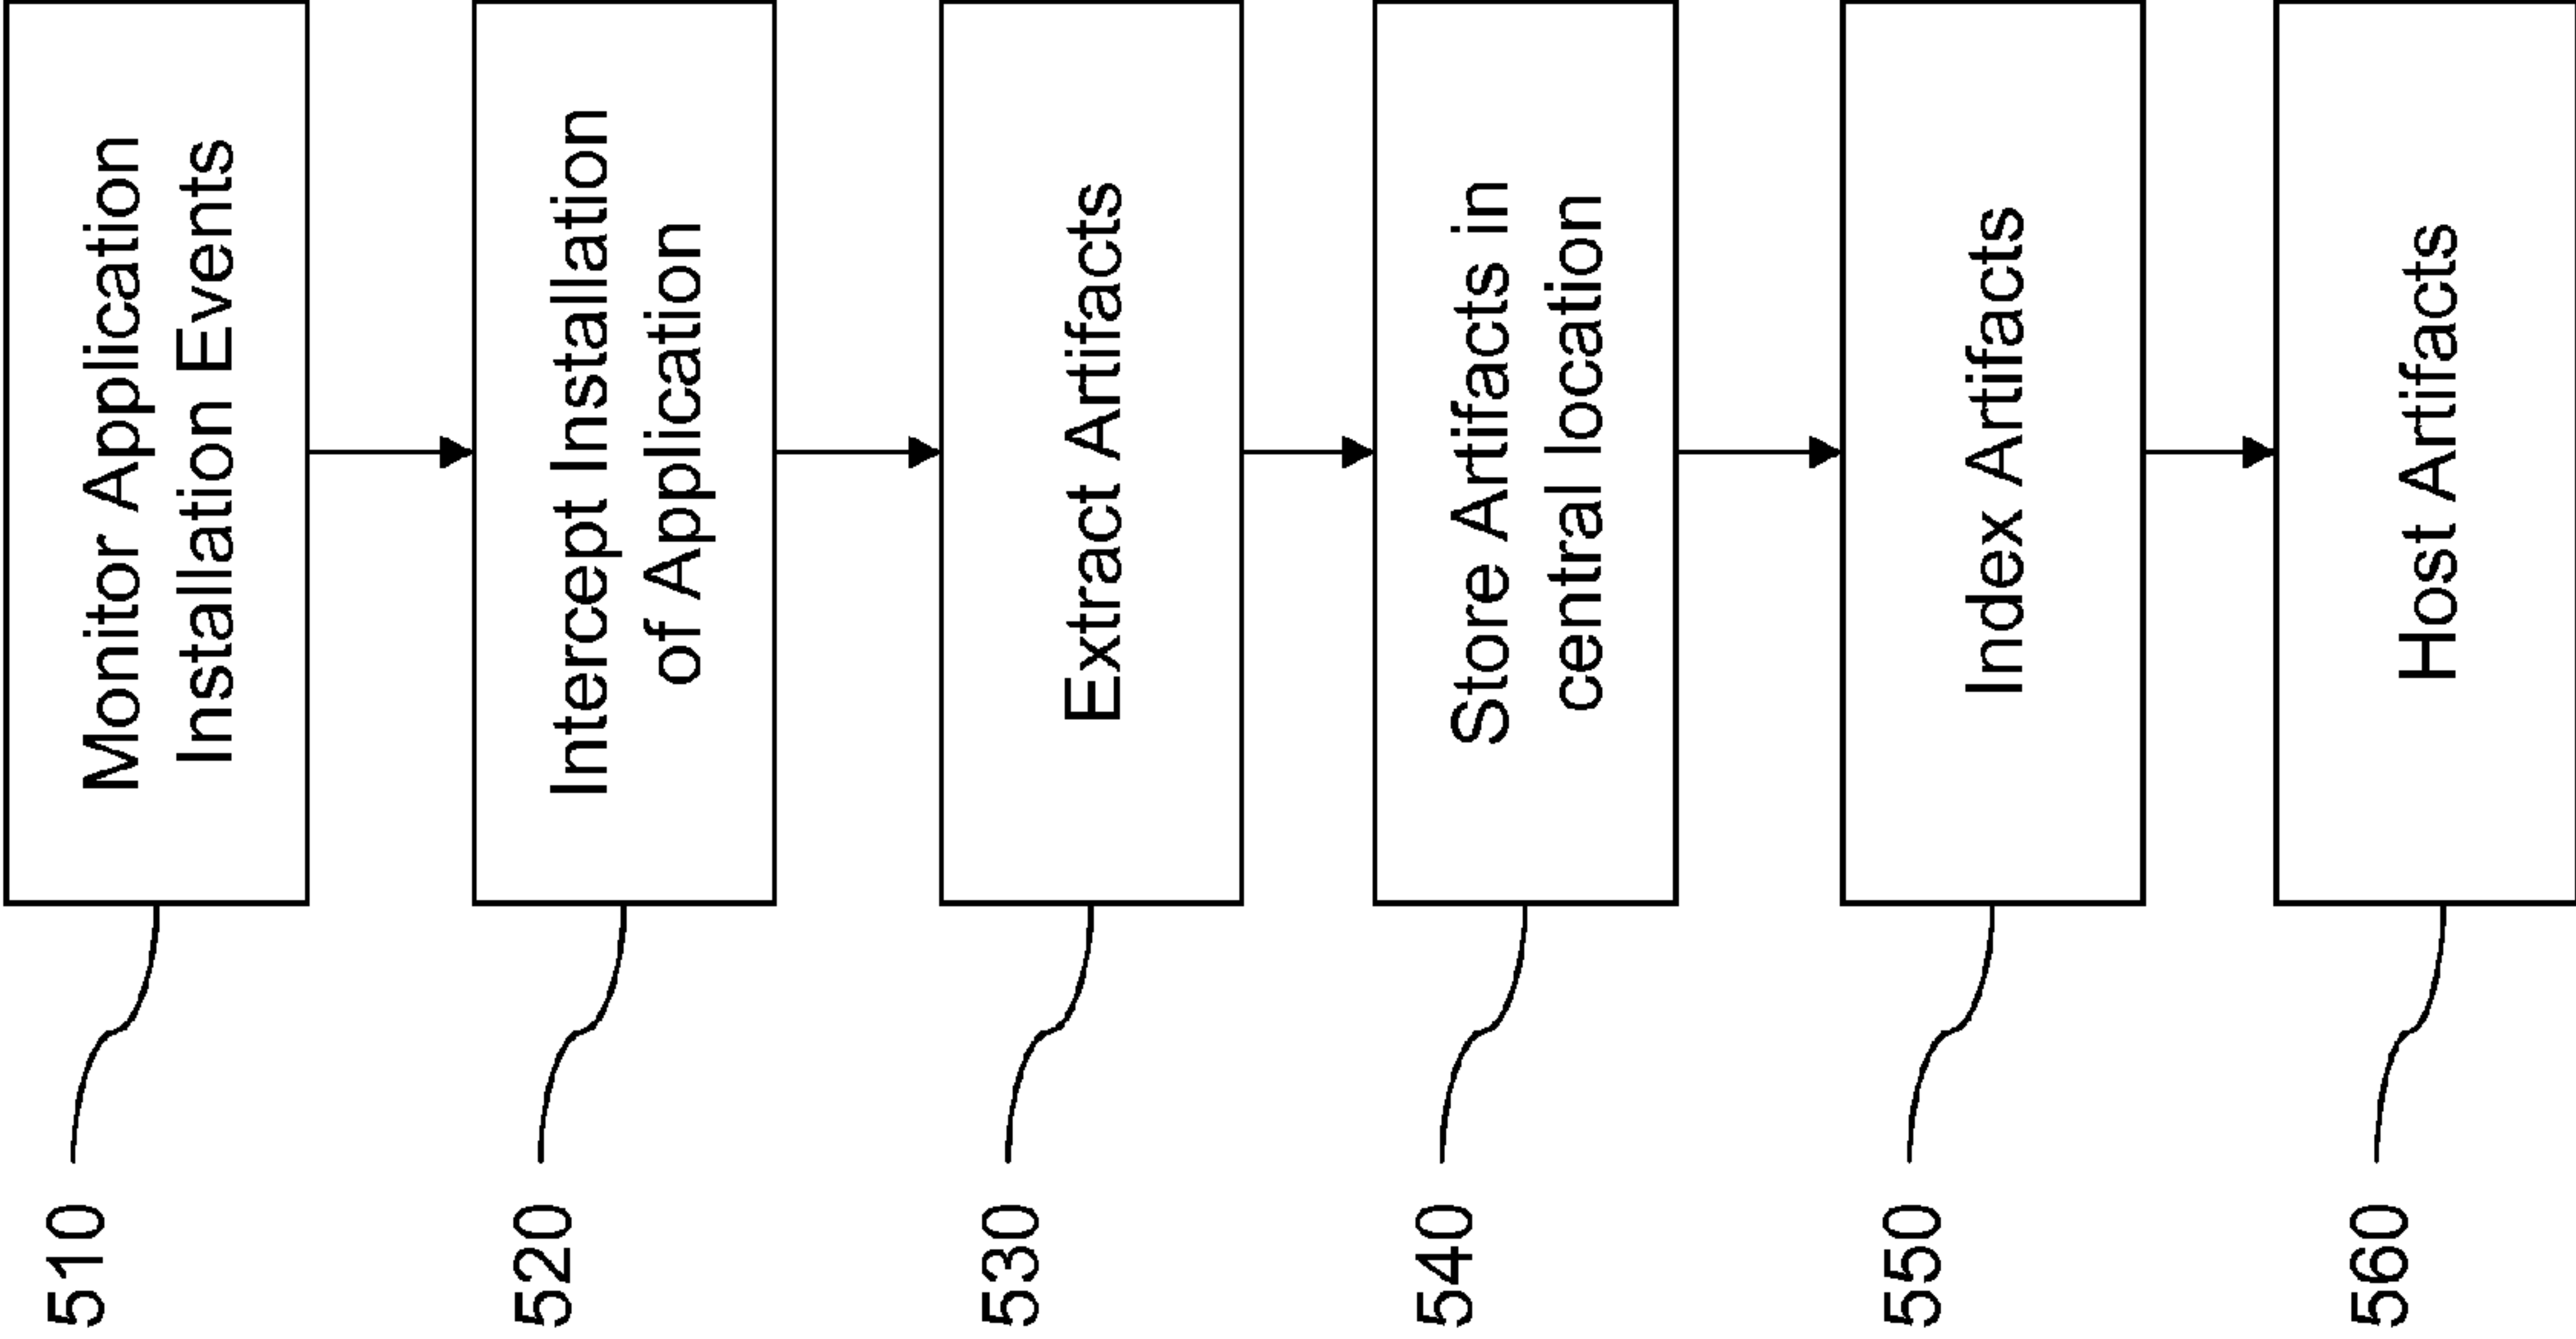 510
Monitor Application
Installation Events
520
Intercept Installation
of Application
530
Extract Artifacts
540
Store Artifacts in
central location
550
Index Artifacts
560
Host Artifacts